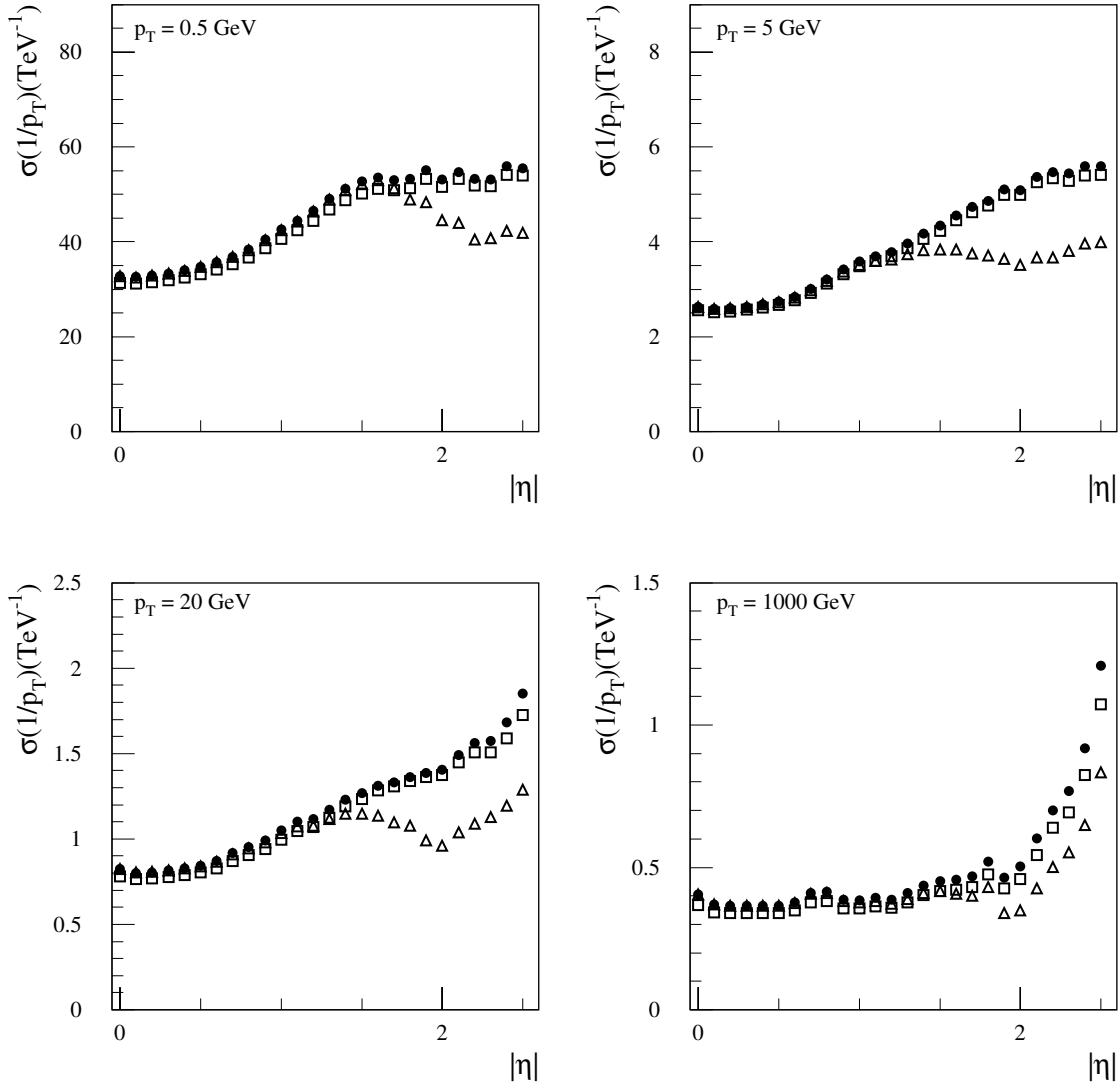 p_T = 0.5 GeV
σ(1/p_T)(TeV⁻¹)
80
60
40
20
0
0 2
|η|
p_T = 5 GeV
σ(1/p_T)(TeV⁻¹)
8
6
4
2
0
0 2
|η|
p_T = 20 GeV
σ(1/p_T)(TeV⁻¹)
2.5
2
1.5
1
0.5
0
0 2
|η|
p_T = 1000 GeV
σ(1/p_T)(TeV⁻¹)
1.5
1
0.5
0
0 2
|η|